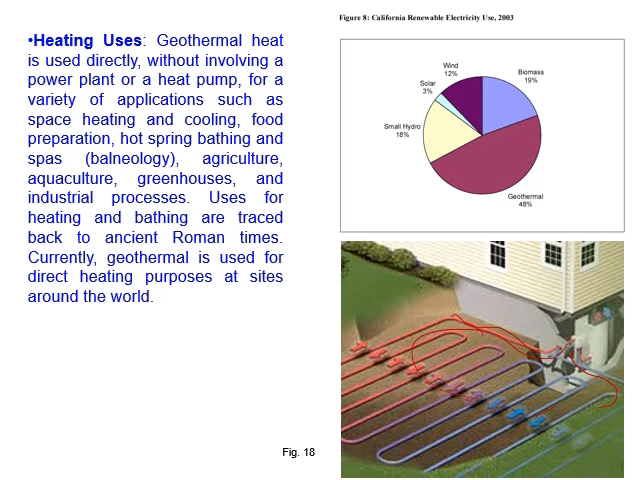 •Heating Uses: Geothermal heat
is used directly, without involving a
power plant or a heat pump, for a
variety of applications such as
space heating and cooling, food
preparation, hot spring bathing and
spas (balneology), agriculture,
aquaculture, greenhouses, and
industrial processes. Uses for
heating and bathing are traced
back to ancient Roman times.
Currently, geothermal is used for
direct heating purposes at sites
around the world.
Figure 8: California Renewable Electricity Use, 2003
Wind
12%
Biomass
19%
Solar
3%
Small Hydro
18%
Geothermal
48%
Fig. 18